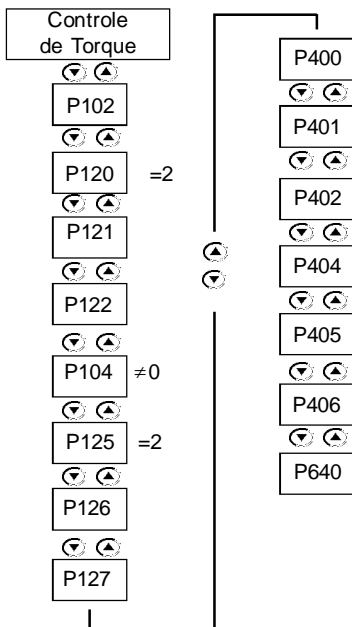 Controle
de Torque
P102
P120 =2
P121
P122
P104 ≠0
P125 =2
P126
P127
P400
P401
P402
P404
P405
P406
P640